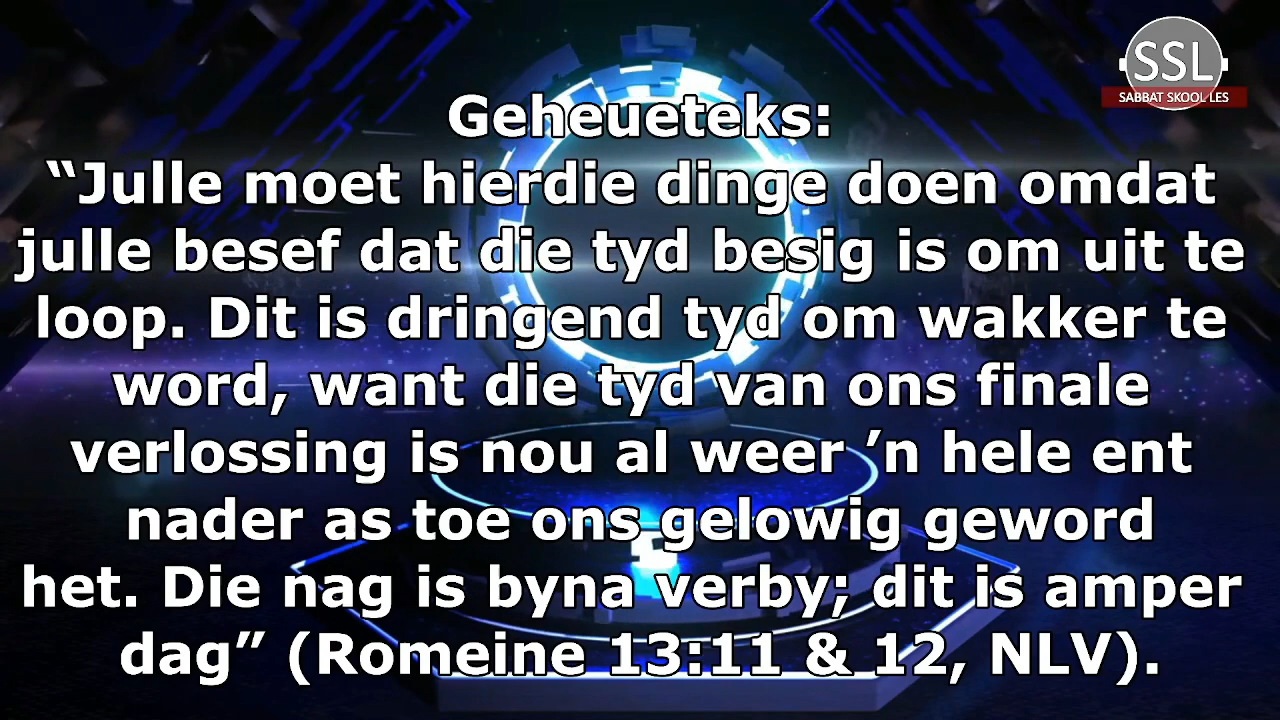 SSL
SABBAT SKOOL LES
Geheueteks:
“Julle moet hierdie dinge doen omdat
julle besef dat die tyd besig is om uit te
loop. Dit is dringend tyd om wakker te
word, want die tyd van ons finale
verlossing is nou al weer ’n hele ent
nader as toe ons gelowig geword
het. Die nag is byna verby; dit is amper
dag” (Romeine 13:11 & 12, NLV).